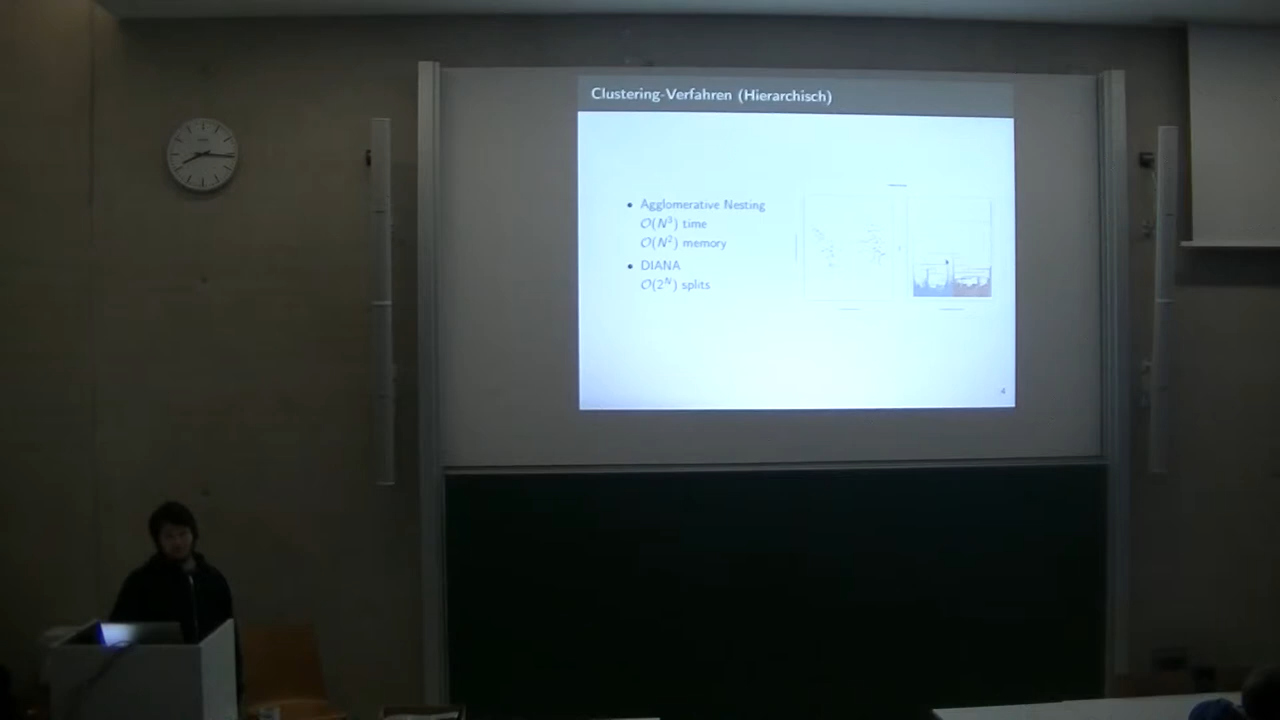 Clustering-Verfahren (Hierarchisch)
• Agglomerative Nesting
O(N³) time
O(N²) memory
• DIANA
O(2ᴺ) splits
4